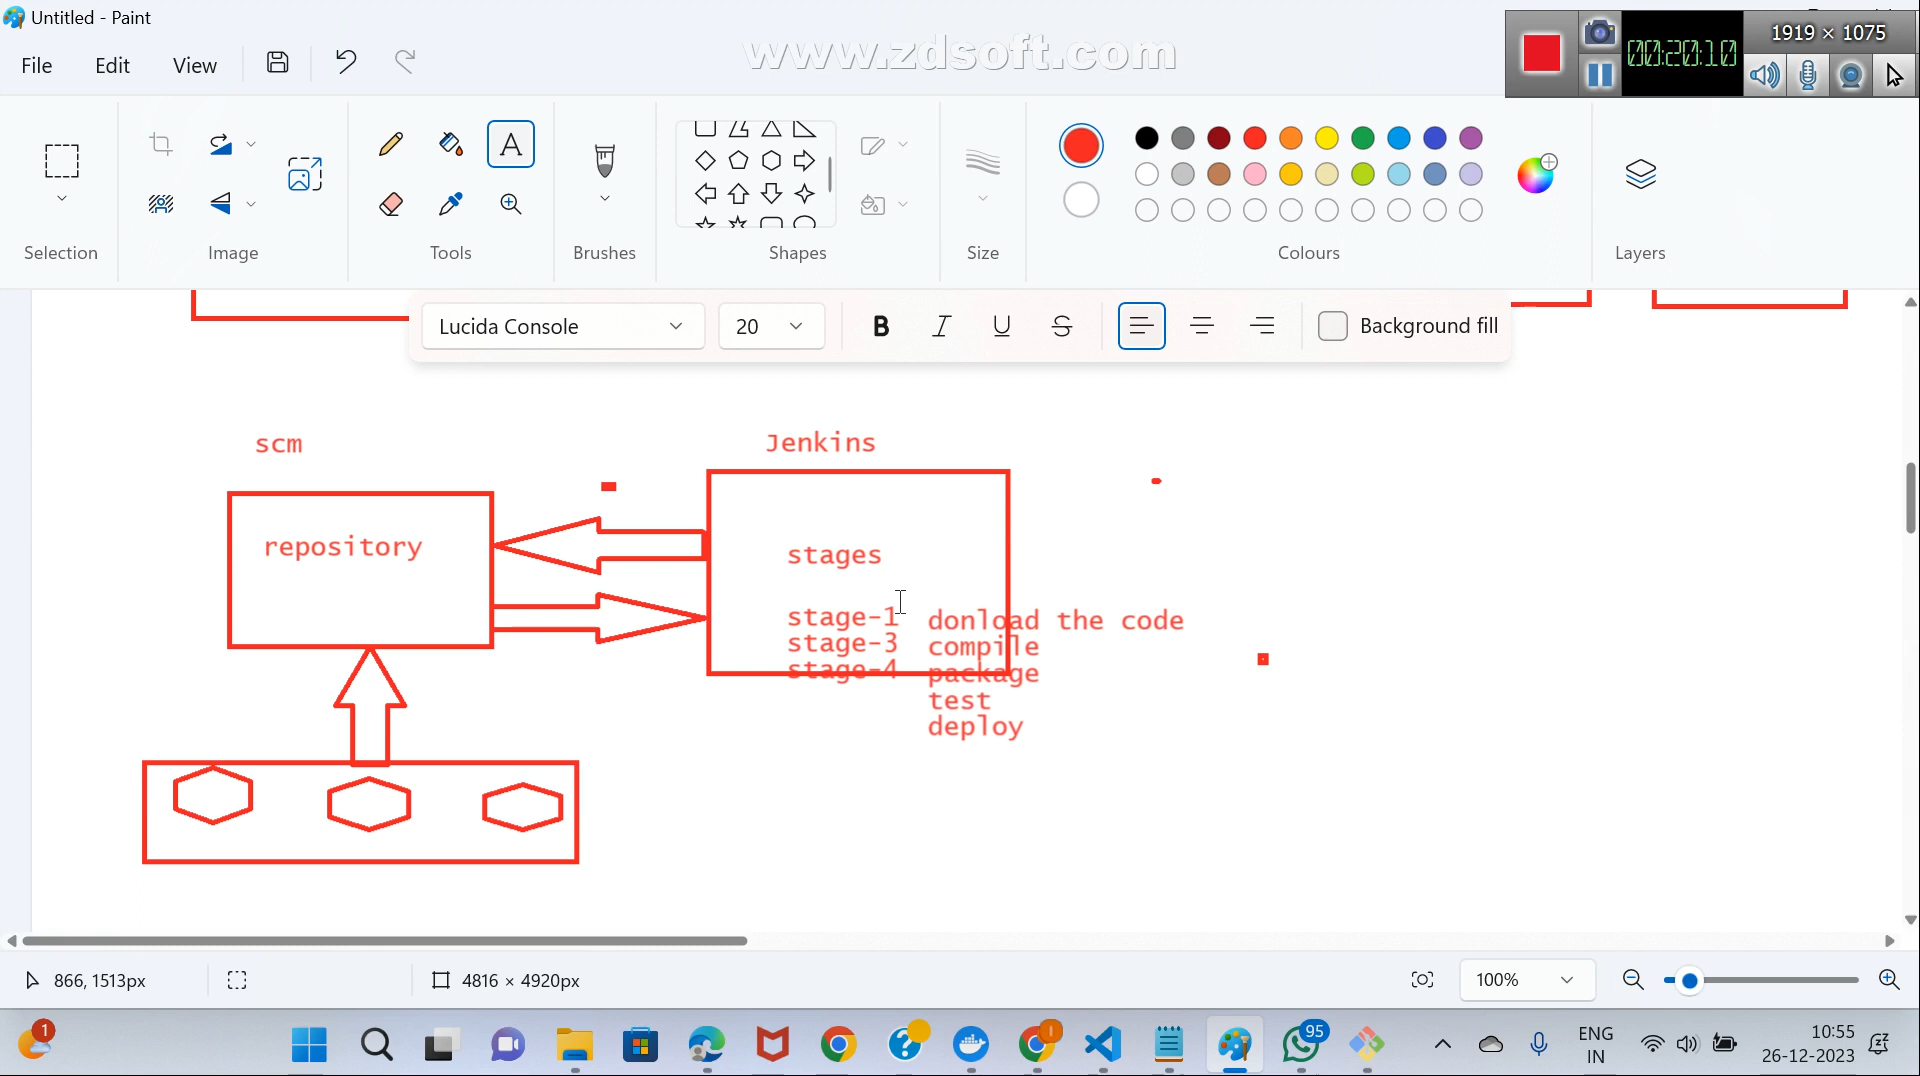 Untitled - Paint
www.zdsoft.com
1919 × 1075
00:20:10
File Edit View
Selection Image Tools Brushes Shapes Size Colours Layers
Lucida Console 20 B I U S Background fill
scm
Jenkins
repository
stages
stage-1 donload the code
stage-3 compile
stage-4 package
test
deploy
866, 1513px
4816 × 4920px
100%
1
95
ENG
IN
10:55
26-12-2023